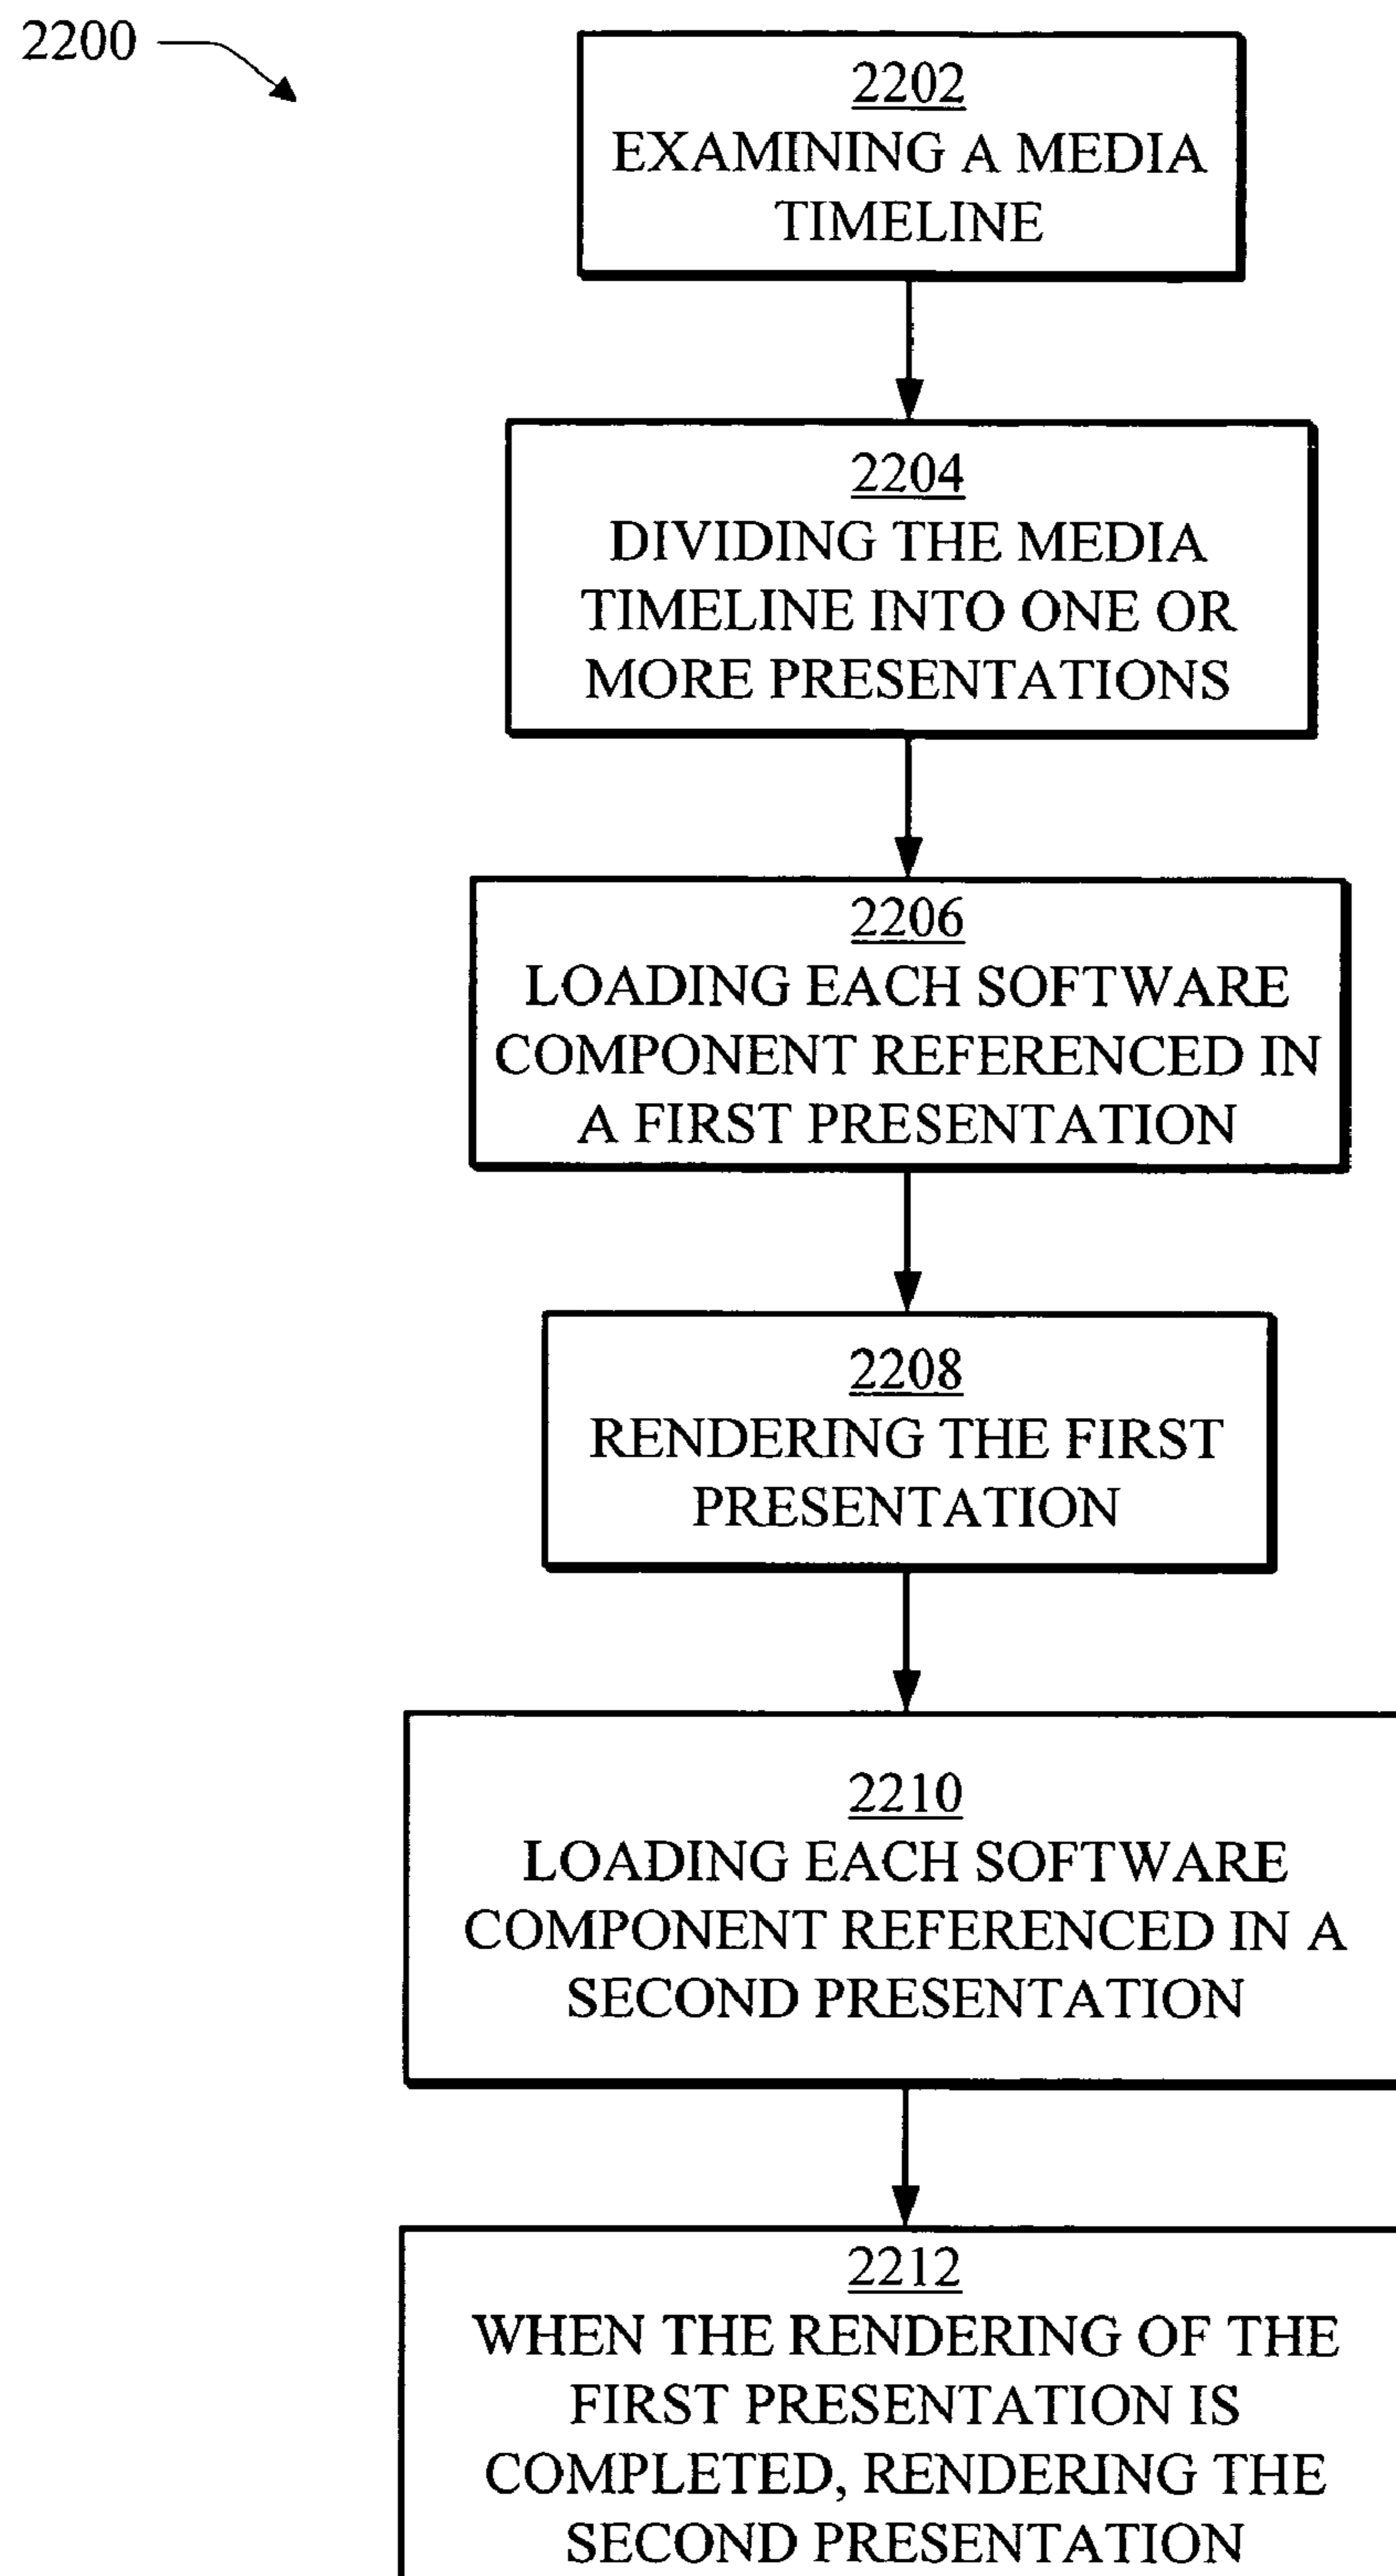 2200
2202
EXAMINING A MEDIA
TIMELINE
2204
DIVIDING THE MEDIA
TIMELINE INTO ONE OR
MORE PRESENTATIONS
2206
LOADING EACH SOFTWARE
COMPONENT REFERENCED IN
A FIRST PRESENTATION
2208
RENDERING THE FIRST
PRESENTATION
2210
LOADING EACH SOFTWARE
COMPONENT REFERENCED IN A
SECOND PRESENTATION
2212
WHEN THE RENDERING OF THE
FIRST PRESENTATION IS
COMPLETED, RENDERING THE
SECOND PRESENTATION